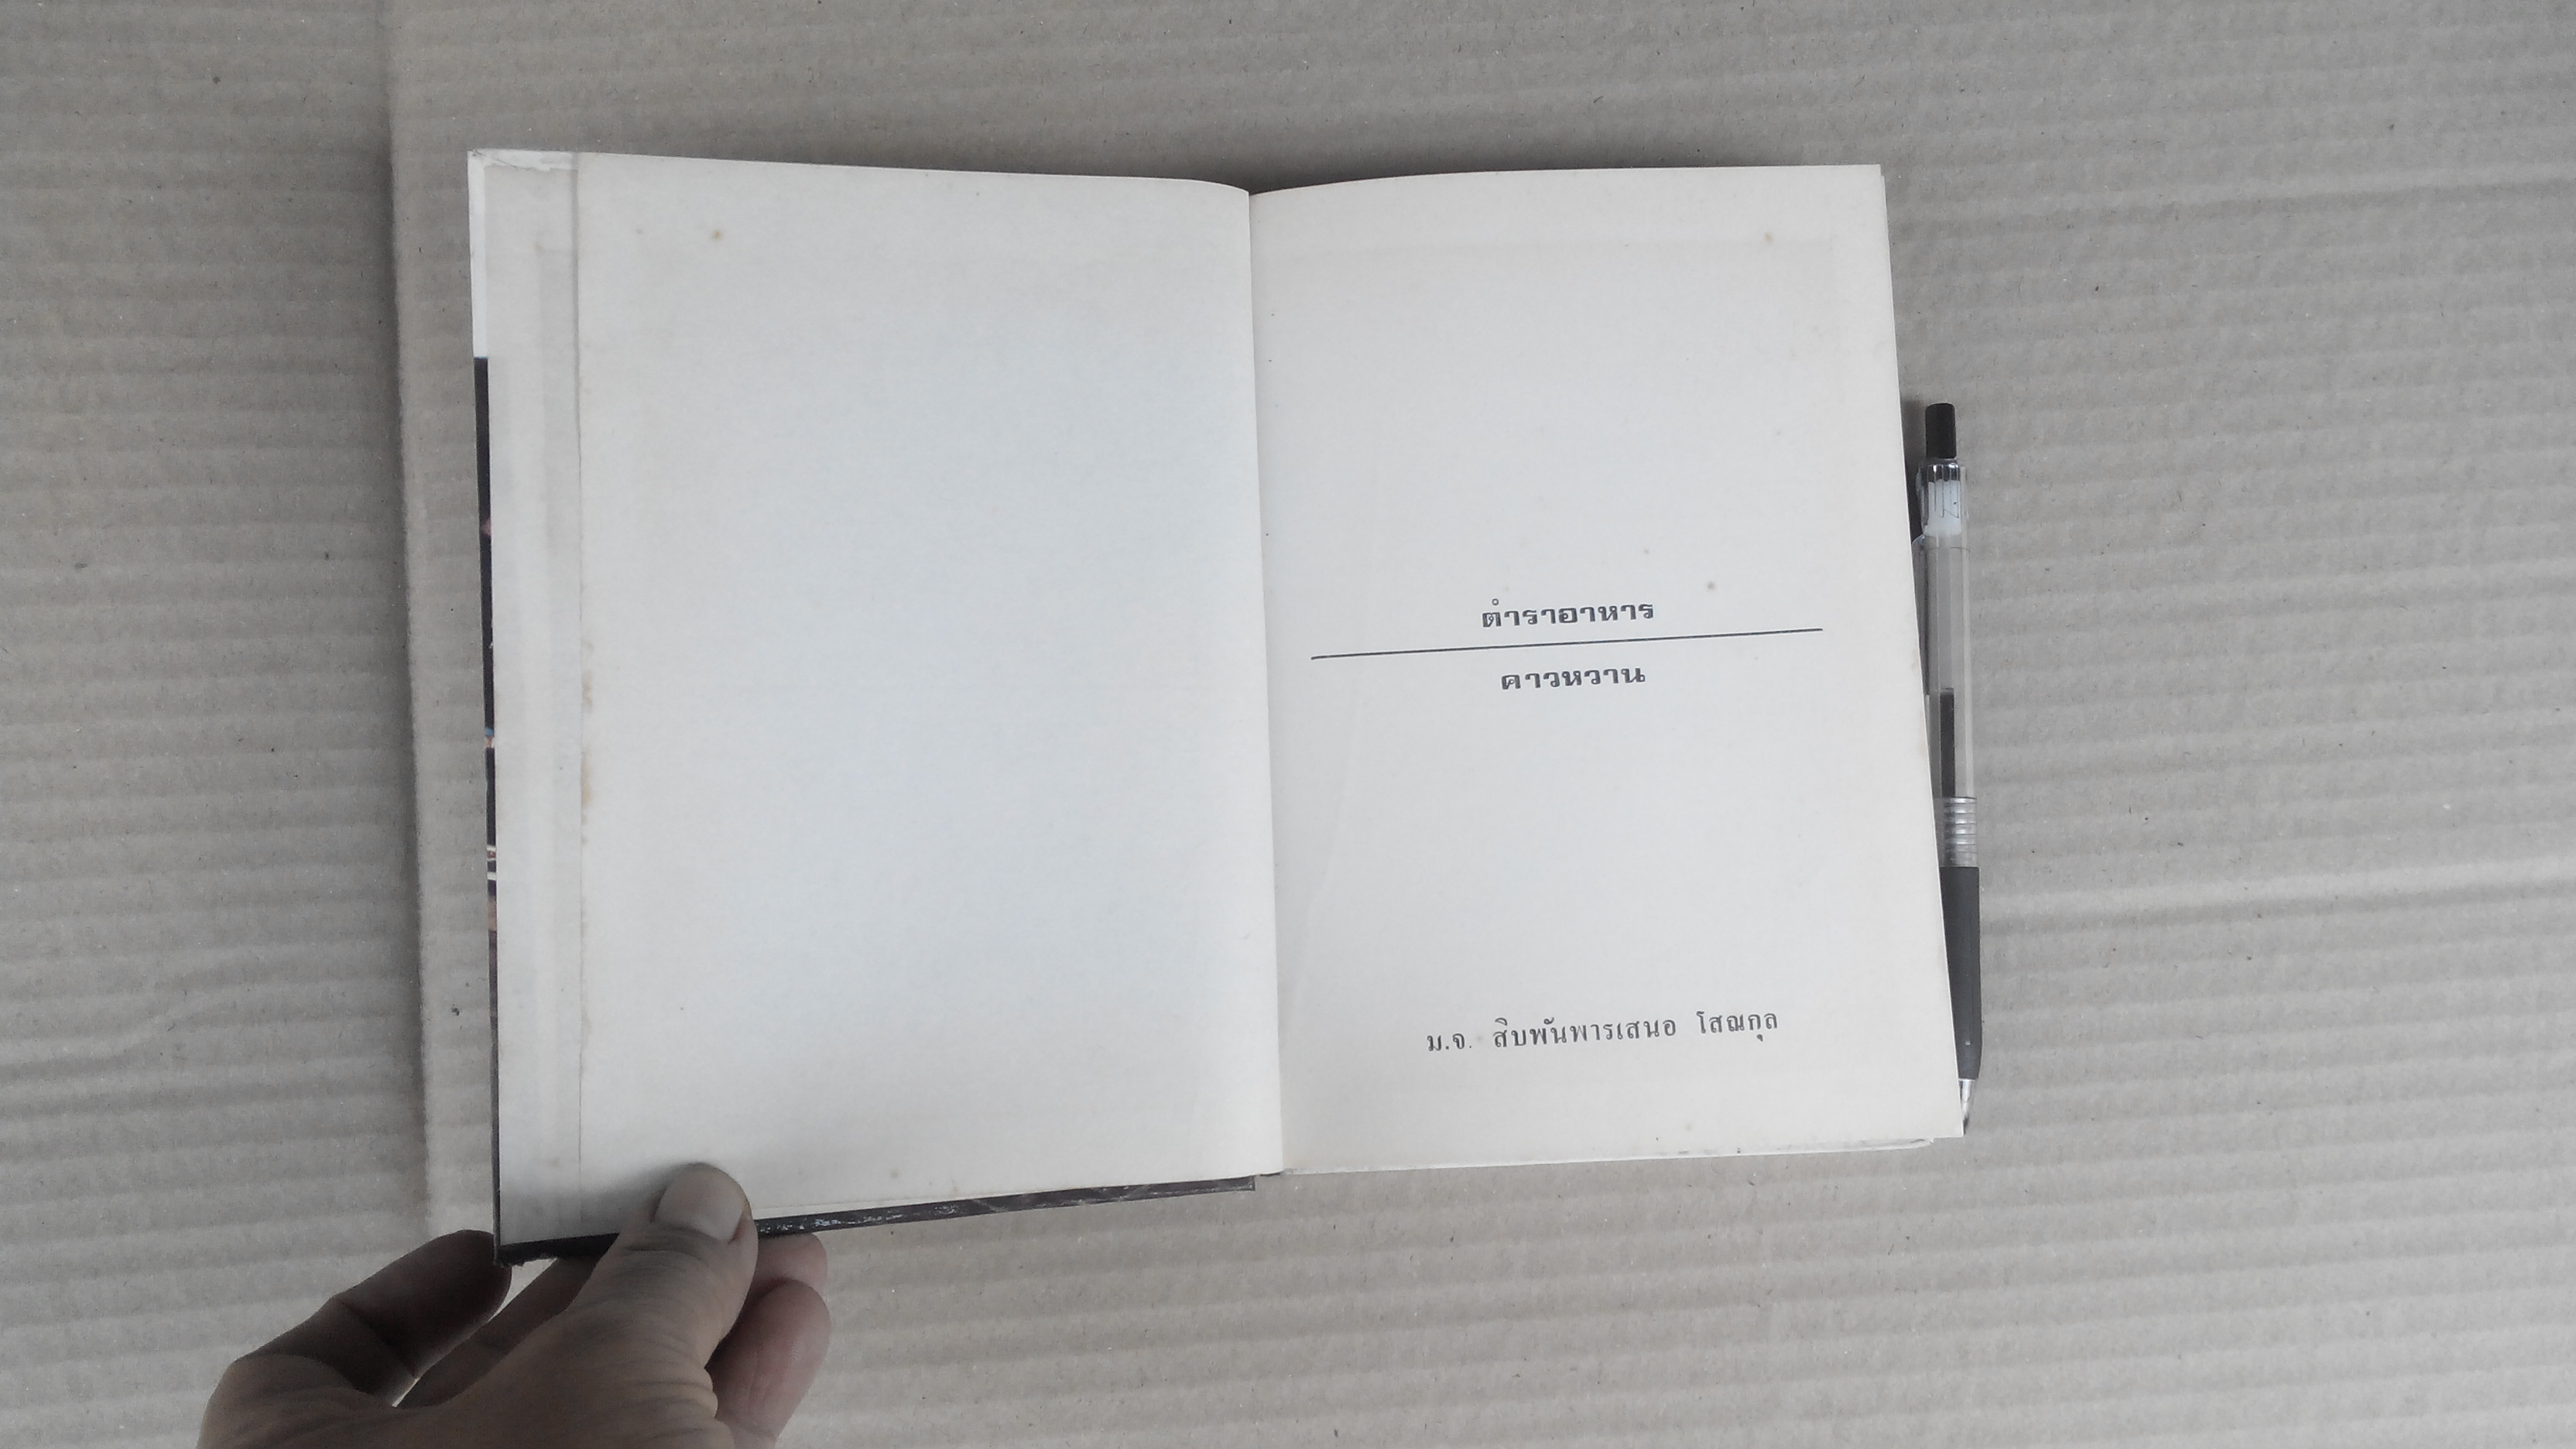 ตำราอาหาร
คาวหวาน
ม.จ. สิบพันพารเสนอ โสณกุล